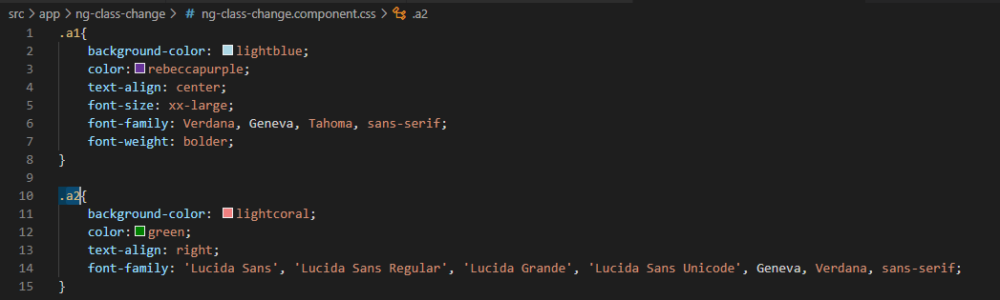 src > app > ng-class-change > # ng-class-change.component.css > .a2
1 .a1{
2 background-color: lightblue;
3 color:rebeccapurple;
4 text-align: center;
5 font-size: xx-large;
6 font-family: Verdana, Geneva, Tahoma, sans-serif;
7 font-weight: bolder;
8 }
9
10 .a2{
11 background-color: lightcoral;
12 color:green;
13 text-align: right;
14 font-family: 'Lucida Sans', 'Lucida Sans Regular', 'Lucida Grande', 'Lucida Sans Unicode', Geneva, Verdana, sans-serif;
15 }